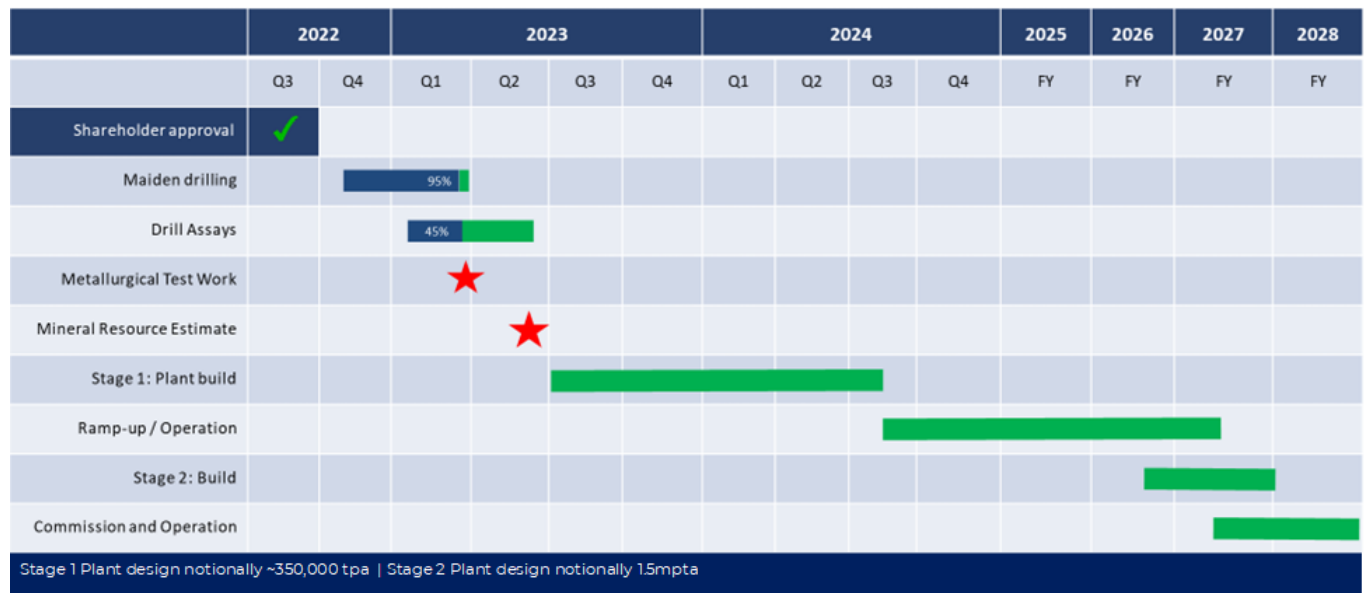 2022 2023 2024 2025 2026 2027 2028
Q3 Q4 Q1 Q2 Q3 Q4 Q1 Q2 Q3 Q4 FY FY FY FY
Shareholder approval
Maiden drilling 95%
Drill Assays 45%
Metallurgical Test Work
Mineral Resource Estimate
Stage 1: Plant build
Ramp-up / Operation
Stage 2: Build
Commission and Operation
Stage 1 Plant design notionally ~350,000 tpa | Stage 2 Plant design notionally 1.5mpta